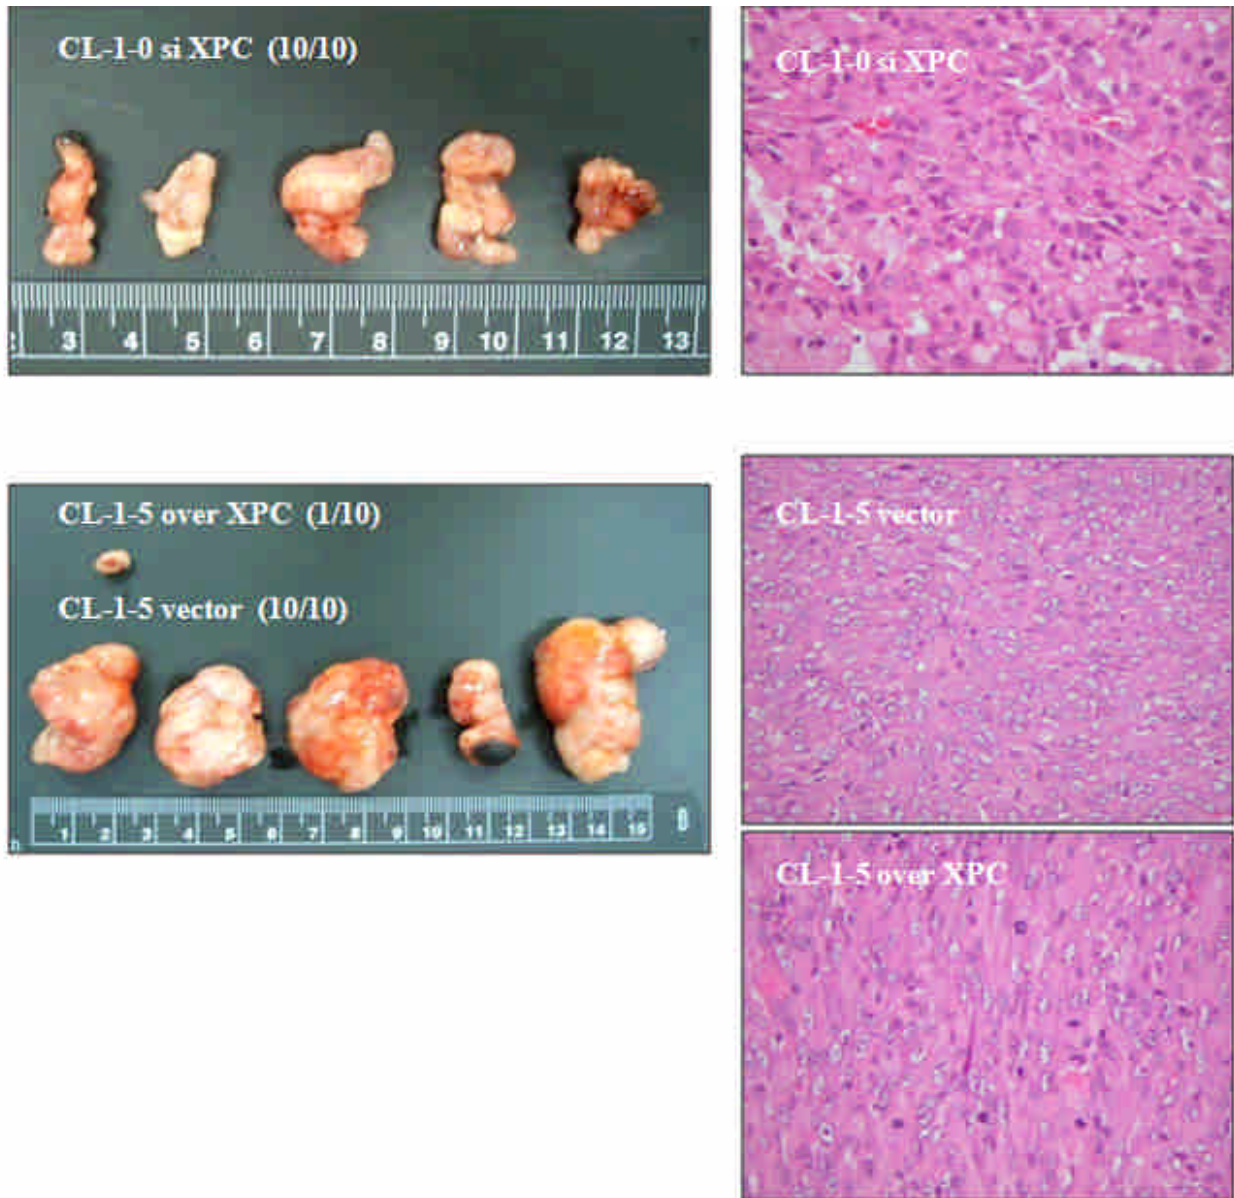 CL-1-0 si XPC (10/10)
3 4 5 6 7 8 9 10 11 12 13
CL-1-0 si XPC
CL-1-5 over XPC (1/10)
CL-1-5 vector (10/10)
1 2 3 4 5 6 7 8 9 10 11 12 13 14 15
CL-1-5 vector
CL-1-5 over XPC